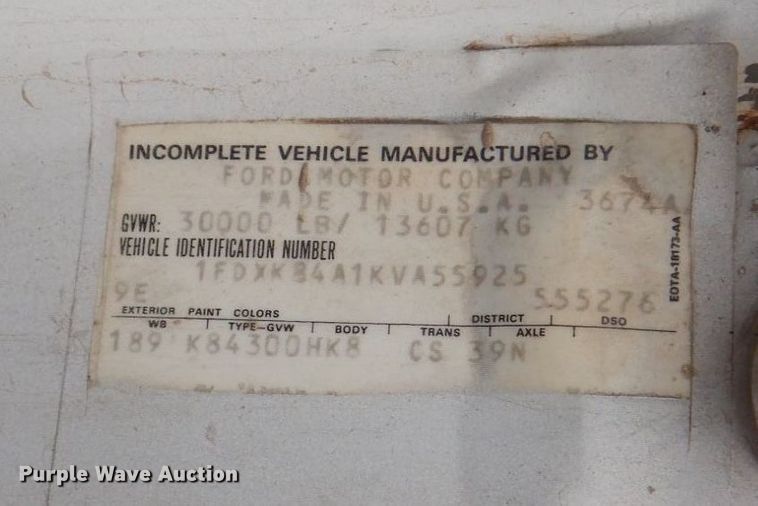 INCOMPLETE VEHICLE MANUFACTURED BY
FORD MOTOR COMPANY
MADE IN U.S.A. 3674A
GVWR: 30000 LB/ 13607 KG
VEHICLE IDENTIFICATION NUMBER
1FDXK84A1KVA55925
9E 555276
EXTERIOR PAINT COLORS DISTRICT DSO
WB TYPE-GVW BODY TRANS AXLE
189 K84300HK8 CS 39N
EOTA-1B173-AA
Purple Wave Auction